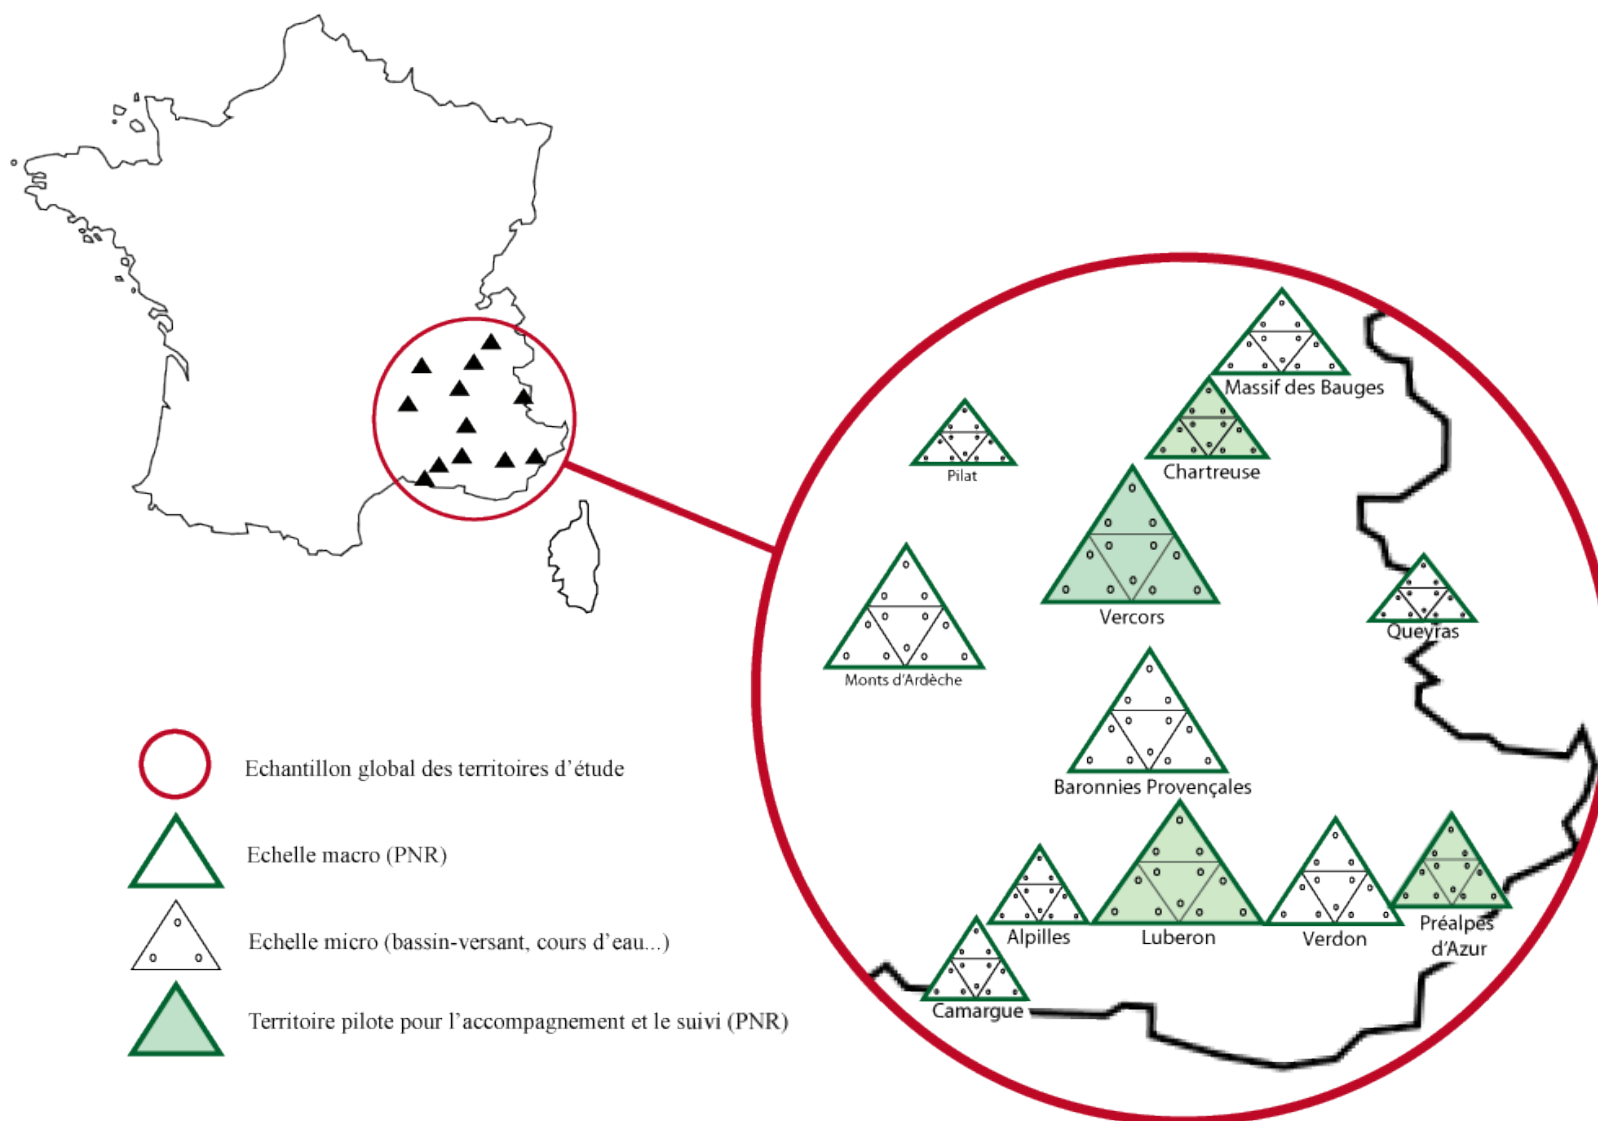 Massif des Bauges
Chartreuse
Pilat
Vercors
Queyras
Monts d'Ardèche
Baronnies Provençales
Alpilles
Luberon
Verdon
Préalpes
d'Azur
Camargue
Echantillon global des territoires d'étude
Echelle macro (PNR)
Echelle micro (bassin-versant, cours d'eau...)
Territoire pilote pour l'accompagnement et le suivi (PNR)